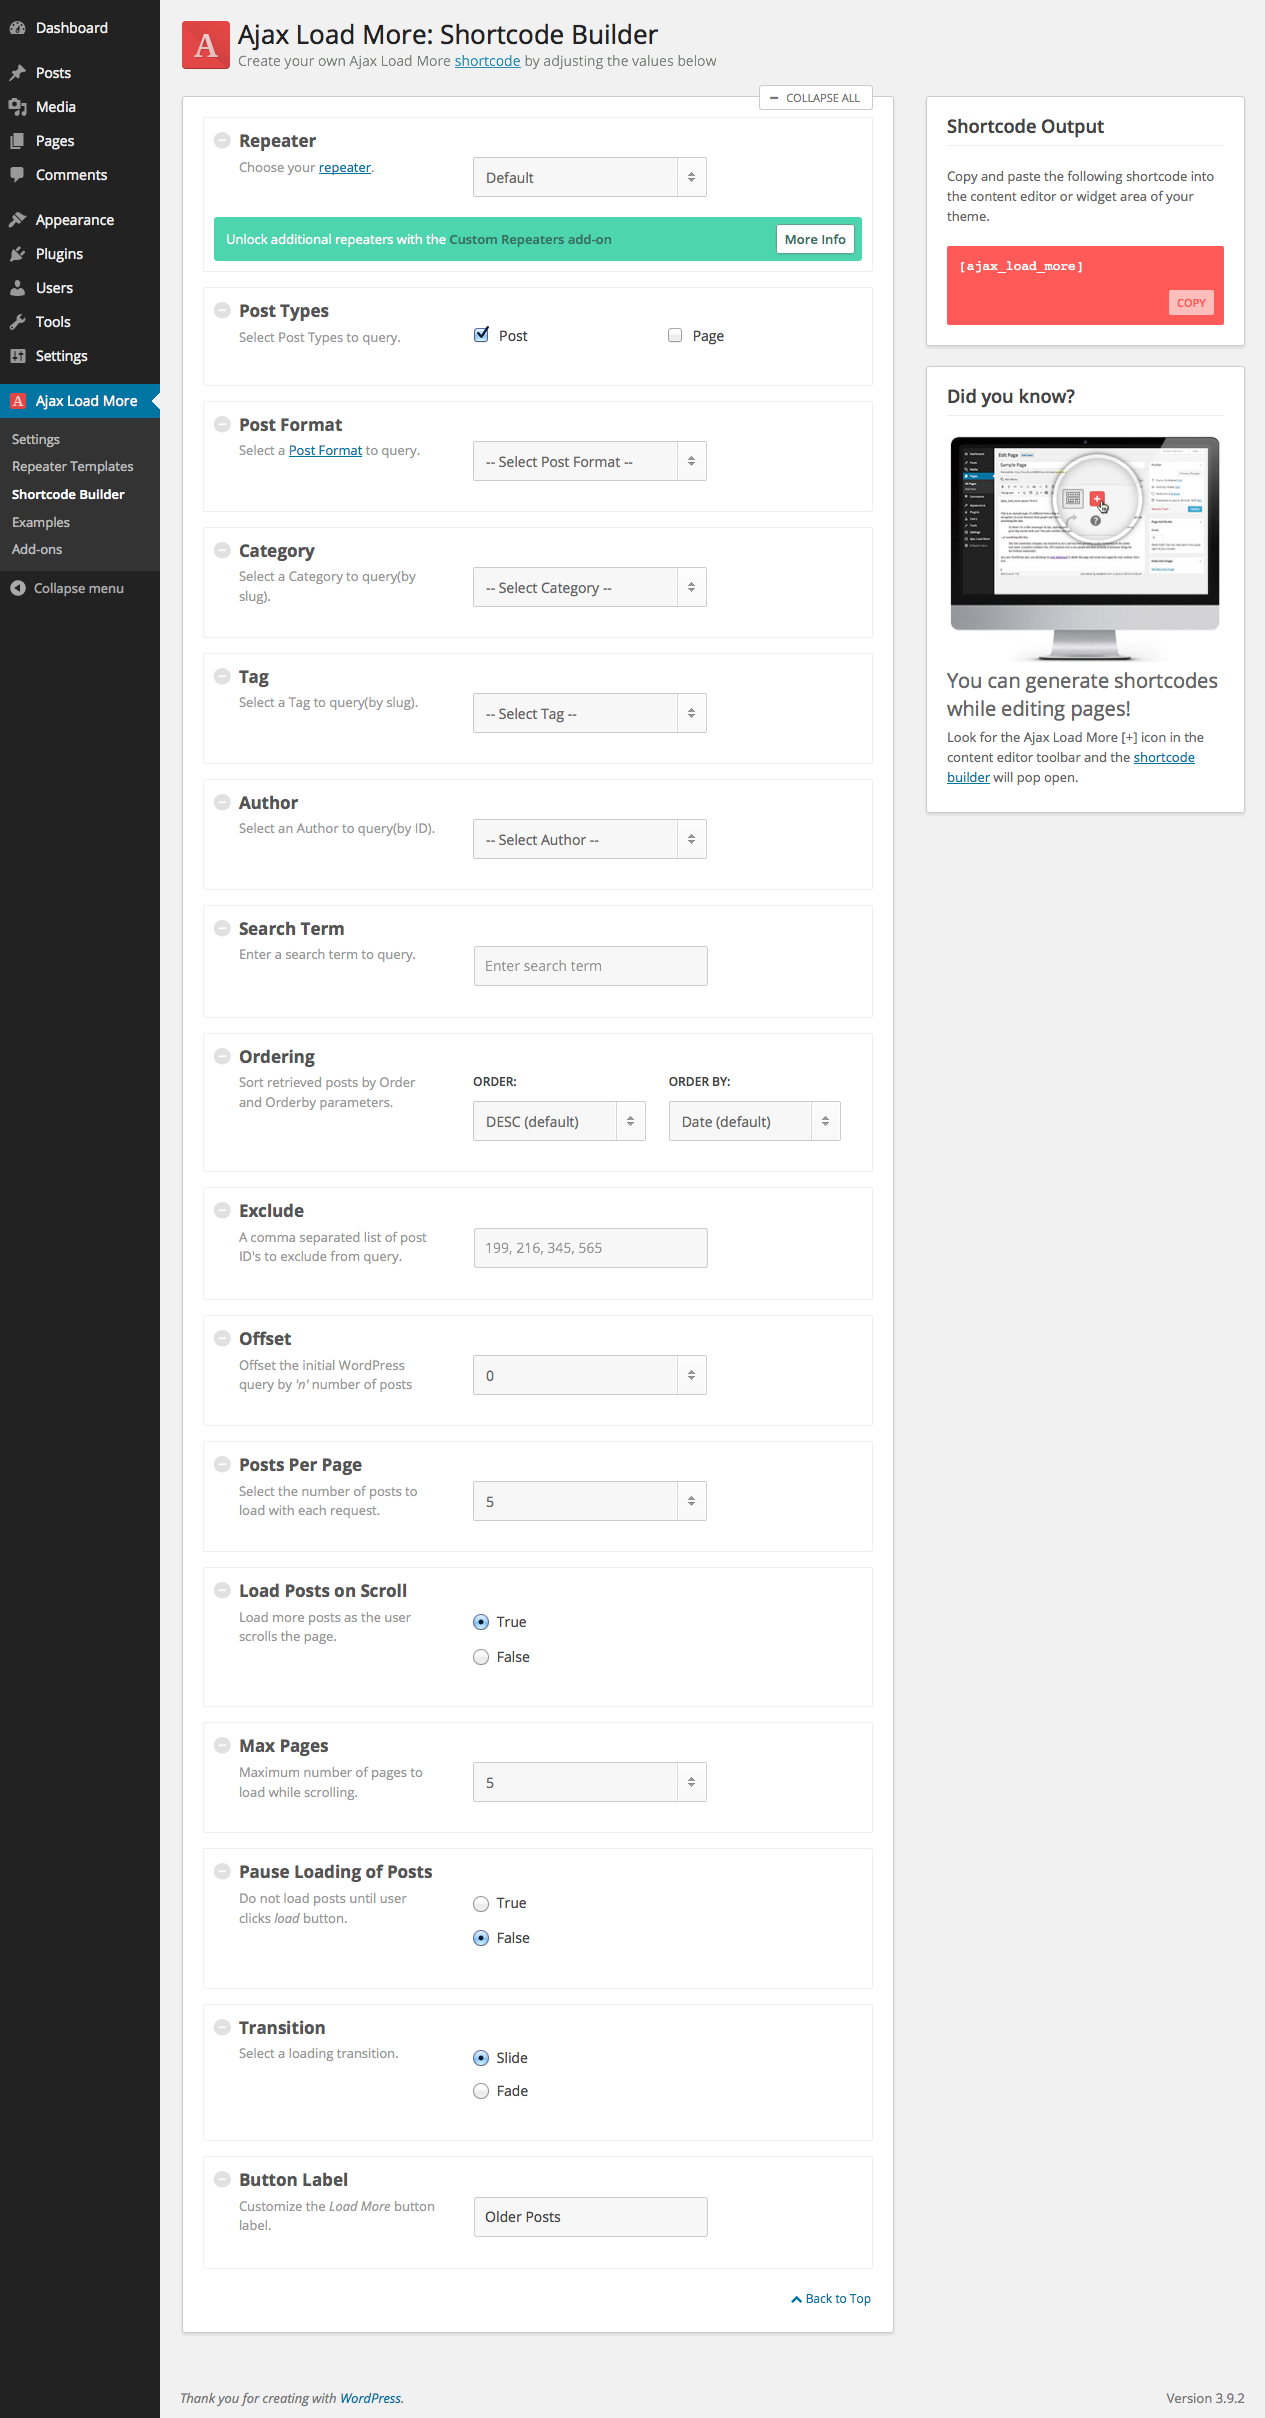 Dashboard
Posts
Media
Pages
Comments
Appearance
Plugins
Users
Tools
Settings
A Ajax Load More
Settings
Repeater Templates
Shortcode Builder
Examples
Add-ons
Collapse menu
A
Ajax Load More: Shortcode Builder
Create your own Ajax Load More shortcode by adjusting the values below
COLLAPSE ALL
Repeater
Choose your repeater.
Default
Unlock additional repeaters with the Custom Repeaters add-on
More Info
Post Types
Select Post Types to query.
Post
Page
Post Format
Select a Post Format to query.
-- Select Post Format --
Category
Select a Category to query(by
slug).
-- Select Category --
Tag
Select a Tag to query(by slug).
-- Select Tag --
Author
Select an Author to query(by ID).
-- Select Author --
Search Term
Enter a search term to query.
Enter search term
Ordering
Sort retrieved posts by Order
and Orderby parameters.
ORDER:
DESC (default)
ORDER BY:
Date (default)
Exclude
A comma separated list of post
ID's to exclude from query.
199, 216, 345, 565
Offset
Offset the initial WordPress
query by 'n' number of posts
0
Posts Per Page
Select the number of posts to
load with each request.
5
Load Posts on Scroll
Load more posts as the user
scrolls the page.
True
False
Max Pages
Maximum number of pages to
load while scrolling.
5
Pause Loading of Posts
Do not load posts until user
clicks load button.
True
False
Transition
Select a loading transition.
Slide
Fade
Button Label
Customize the Load More button
label.
Older Posts
Back to Top
Shortcode Output
Copy and paste the following shortcode into
the content editor or widget area of your
theme.
[ajax_load_more]
COPY
Did you know?
Edit Page
Sample Page
You can generate shortcodes
while editing pages!
Look for the Ajax Load More [+] icon in the
content editor toolbar and the shortcode
builder will pop open.
Thank you for creating with WordPress.
Version 3.9.2